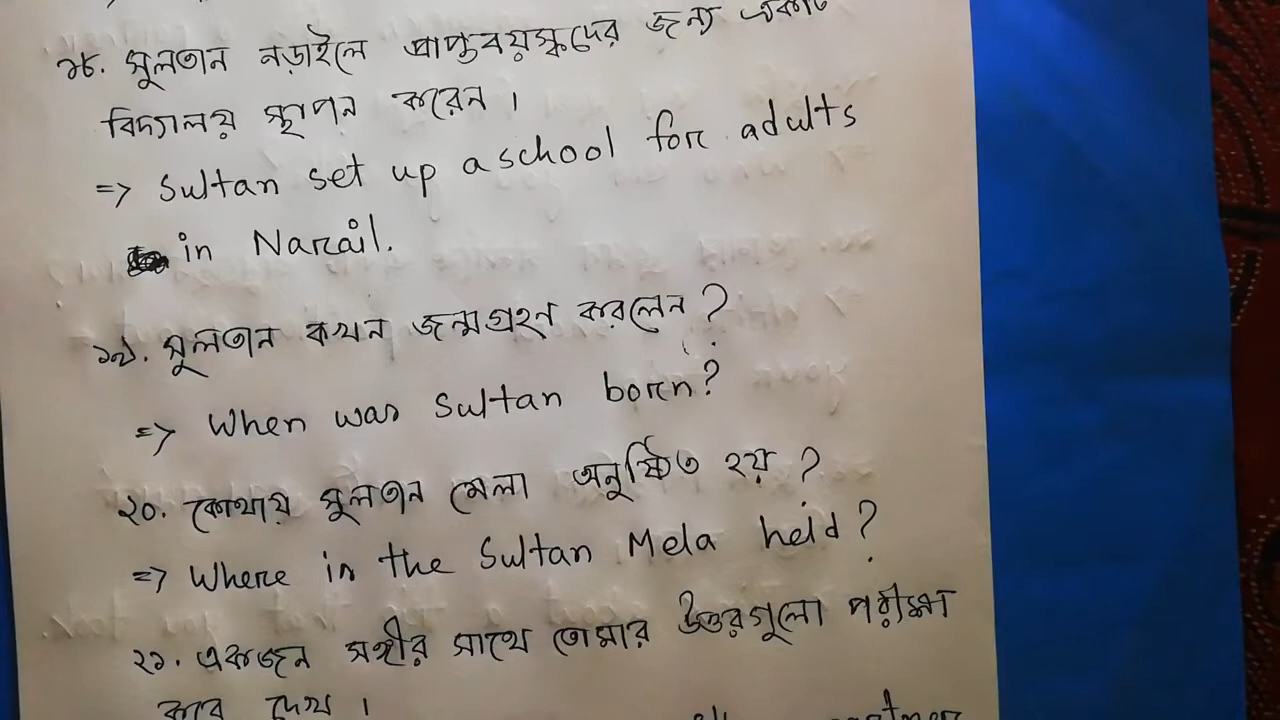 ১৮. সুলতান নড়াইলে প্রাপ্তবয়স্কদের জন্য একটি
বিদ্যালয় স্থাপন করেন ।
=> Sultan set up a school for adults
in Narail.
১৯. সুলতান কখন জন্মগ্রহণ করলেন ?
=> When was Sultan born?
২০. কোথায় সুলতান মেলা অনুষ্ঠিত হয় ?
=> Where is the Sultan Mela held?
২১. একজন সঙ্গীর সাথে তোমার উত্তরগুলো পরীক্ষা
করে দেখ ।
partner